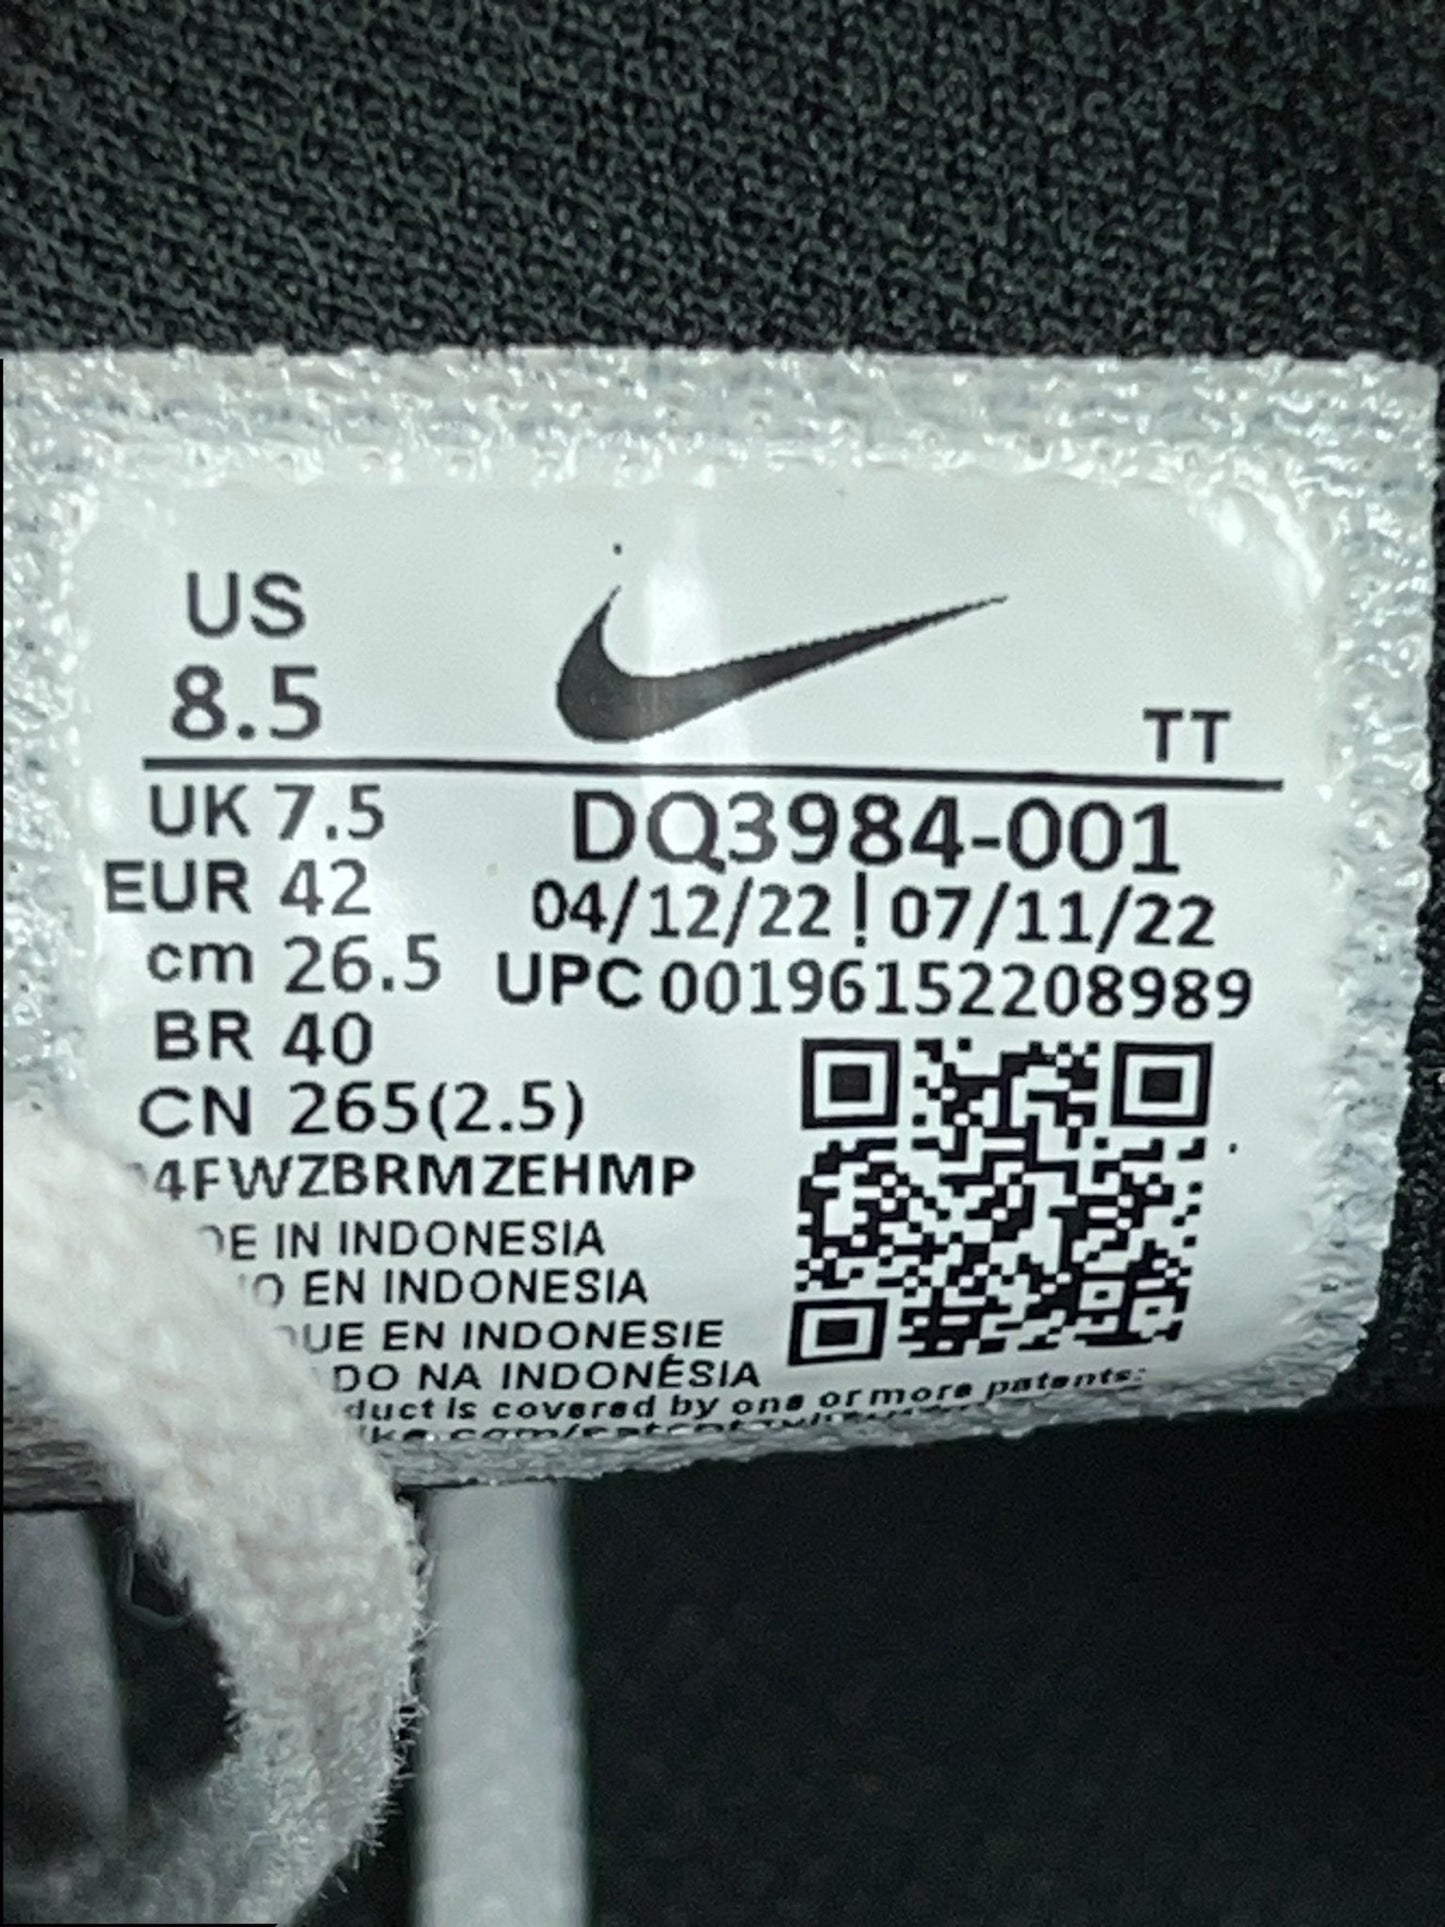 US
8.5
TT
UK 7.5
DQ3984-001
EUR 42
04/12/22 ! 07/11/22
cm 26.5
UPC 00196152208989
BR 40
CN 265(2.5)
4FWZBRMZEHMP
DE IN INDONESIA
EN INDONESIA
QUE EN INDONESIE
ADO NA INDONÉSIA
duct is covered by one or more patents: